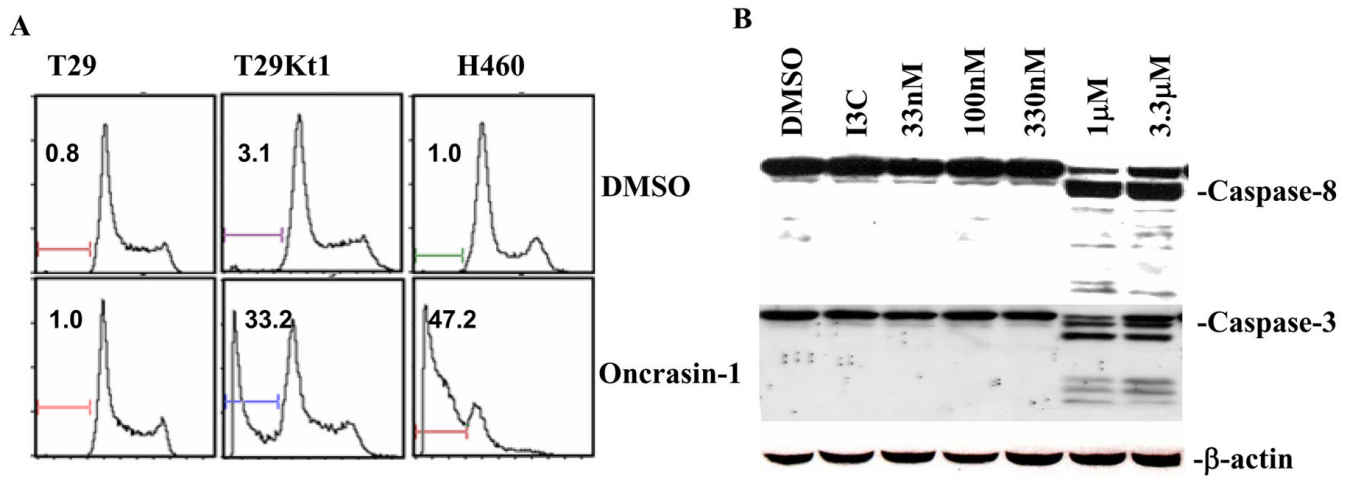 A
T29 T29Kt1 H460
0.8 3.1 1.0
DMSO
1.0 33.2 47.2
Oncrasin-1
B
DMSO I3C 33nM 100nM 330nM 1μM 3.3μM
-Caspase-8
-Caspase-3
-β-actin